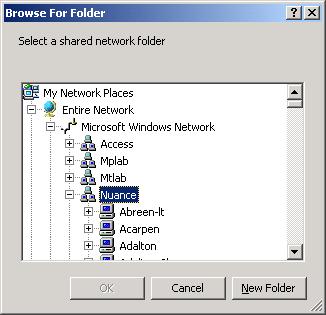 Browse For Folder
Select a shared network folder
My Network Places
Entire Network
Microsoft Windows Network
Access
Mplab
Mtlab
Nuance
Abreen-lt
Acarpen
Adalton
OK
Cancel
New Folder